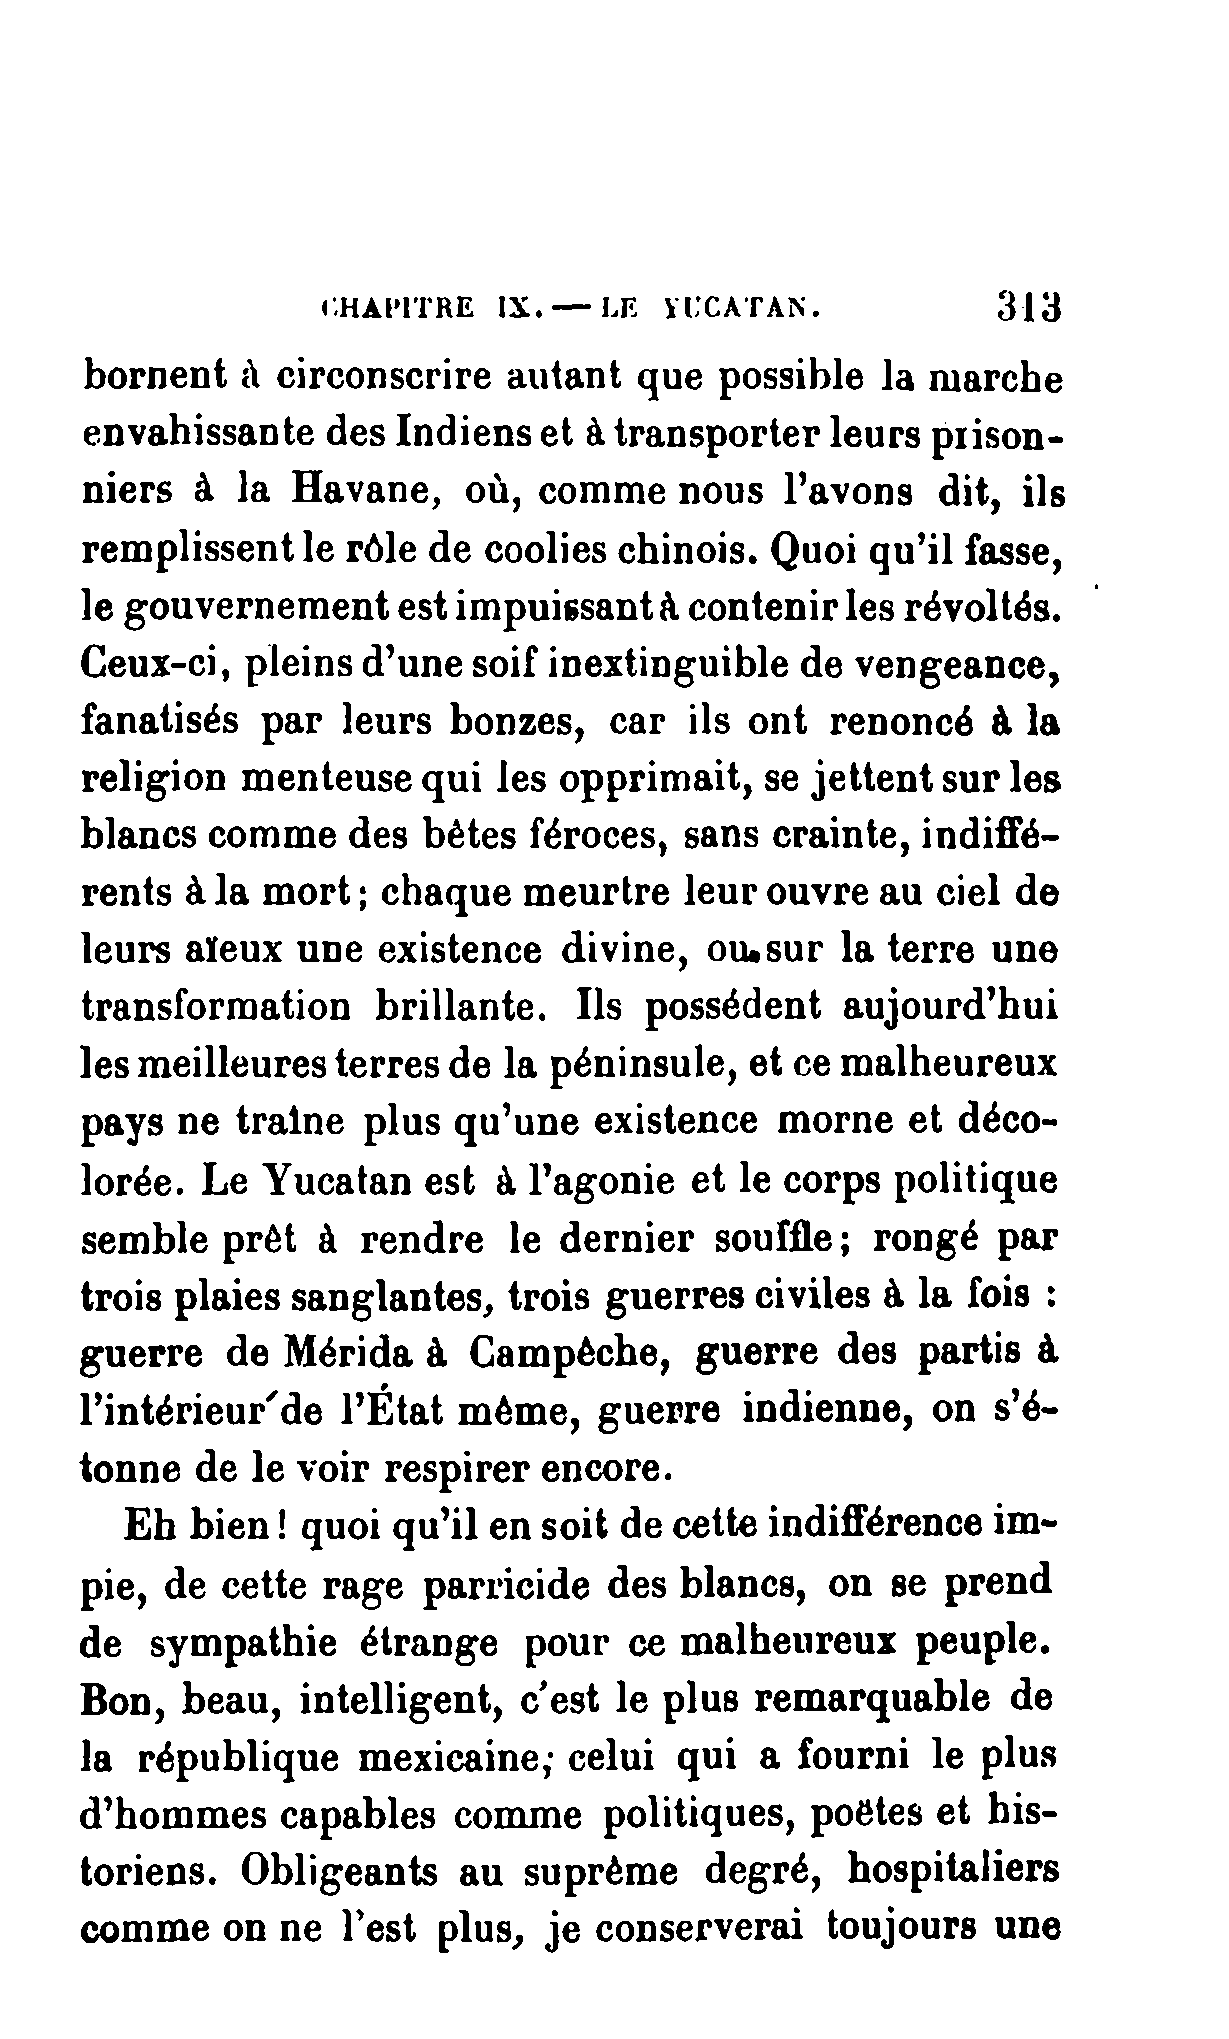 CHAPITRE IX. — LE YUCATAN. 313
bornent à circonscrire autant que possible la marche
envahissante des Indiens et à transporter leurs prison-
niers à la Havane, où, comme nous l'avons dit, ils
remplissent le rôle de coolies chinois. Quoi qu'il fasse,
le gouvernement est impuissant à contenir les révoltés.
Ceux-ci, pleins d'une soif inextinguible de vengeance,
fanatisés par leurs bonzes, car ils ont renoncé à la
religion menteuse qui les opprimait, se jettent sur les
blancs comme des bêtes féroces, sans crainte, indiffé-
rents à la mort; chaque meurtre leur ouvre au ciel de
leurs aïeux une existence divine, ou sur la terre une
transformation brillante. Ils possédent aujourd'hui
les meilleures terres de la péninsule, et ce malheureux
pays ne traîne plus qu'une existence morne et déco-
lorée. Le Yucatan est à l'agonie et le corps politique
semble prêt à rendre le dernier souffle; rongé par
trois plaies sanglantes, trois guerres civiles à la fois :
guerre de Mérida à Campêche, guerre des partis à
l'intérieur de l'État même, guerre indienne, on s'é-
tonne de le voir respirer encore.
Eh bien! quoi qu'il en soit de cette indifférence im-
pie, de cette rage parricide des blancs, on se prend
de sympathie étrange pour ce malheureux peuple.
Bon, beau, intelligent, c'est le plus remarquable de
la république mexicaine; celui qui a fourni le plus
d'hommes capables comme politiques, poëtes et his-
toriens. Obligeants au suprême degré, hospitaliers
comme on ne l'est plus, je conserverai toujours une